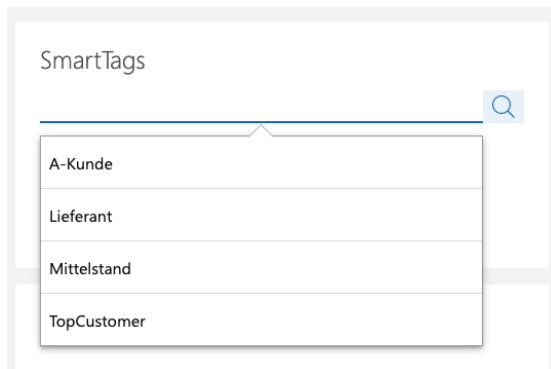 SmartTags
A-Kunde
Lieferant
Mittelstand
TopCustomer